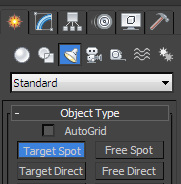 Standard
- Object Type
AutoGrid
Target Spot Free Spot
Target Direct Free Direct